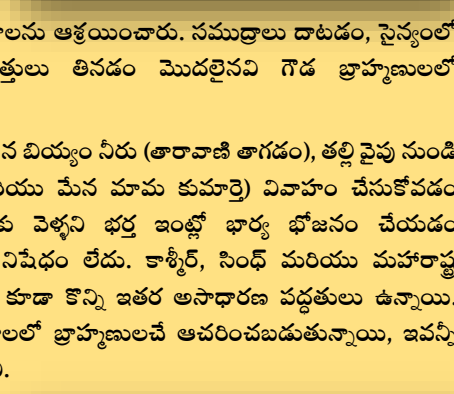 లను ఆశ్రయించారు. సముద్రాలు దాటడం, సైన్యంలో
త్తులు తినడం మొదలైనవి గౌడ బ్రాహ్మణులలో
న బియ్యం నీరు (తారావాణి తాగడం), తల్లి వైపు నుండి
యు మేన మామ కుమార్తె) వివాహం చేసుకోవడం
కు వెళ్ళని భర్త ఇంట్లో భార్య భోజనం చేయడం
నిషేధం లేదు. కాశ్మీర్, సింధ్ మరియు మహారాష్ట్ర
కూడా కొన్ని ఇతర అసాధారణ పద్ధతులు ఉన్నాయి.
లలో బ్రాహ్మణులచే ఆచరించబడుతున్నాయి, ఇవన్నీ